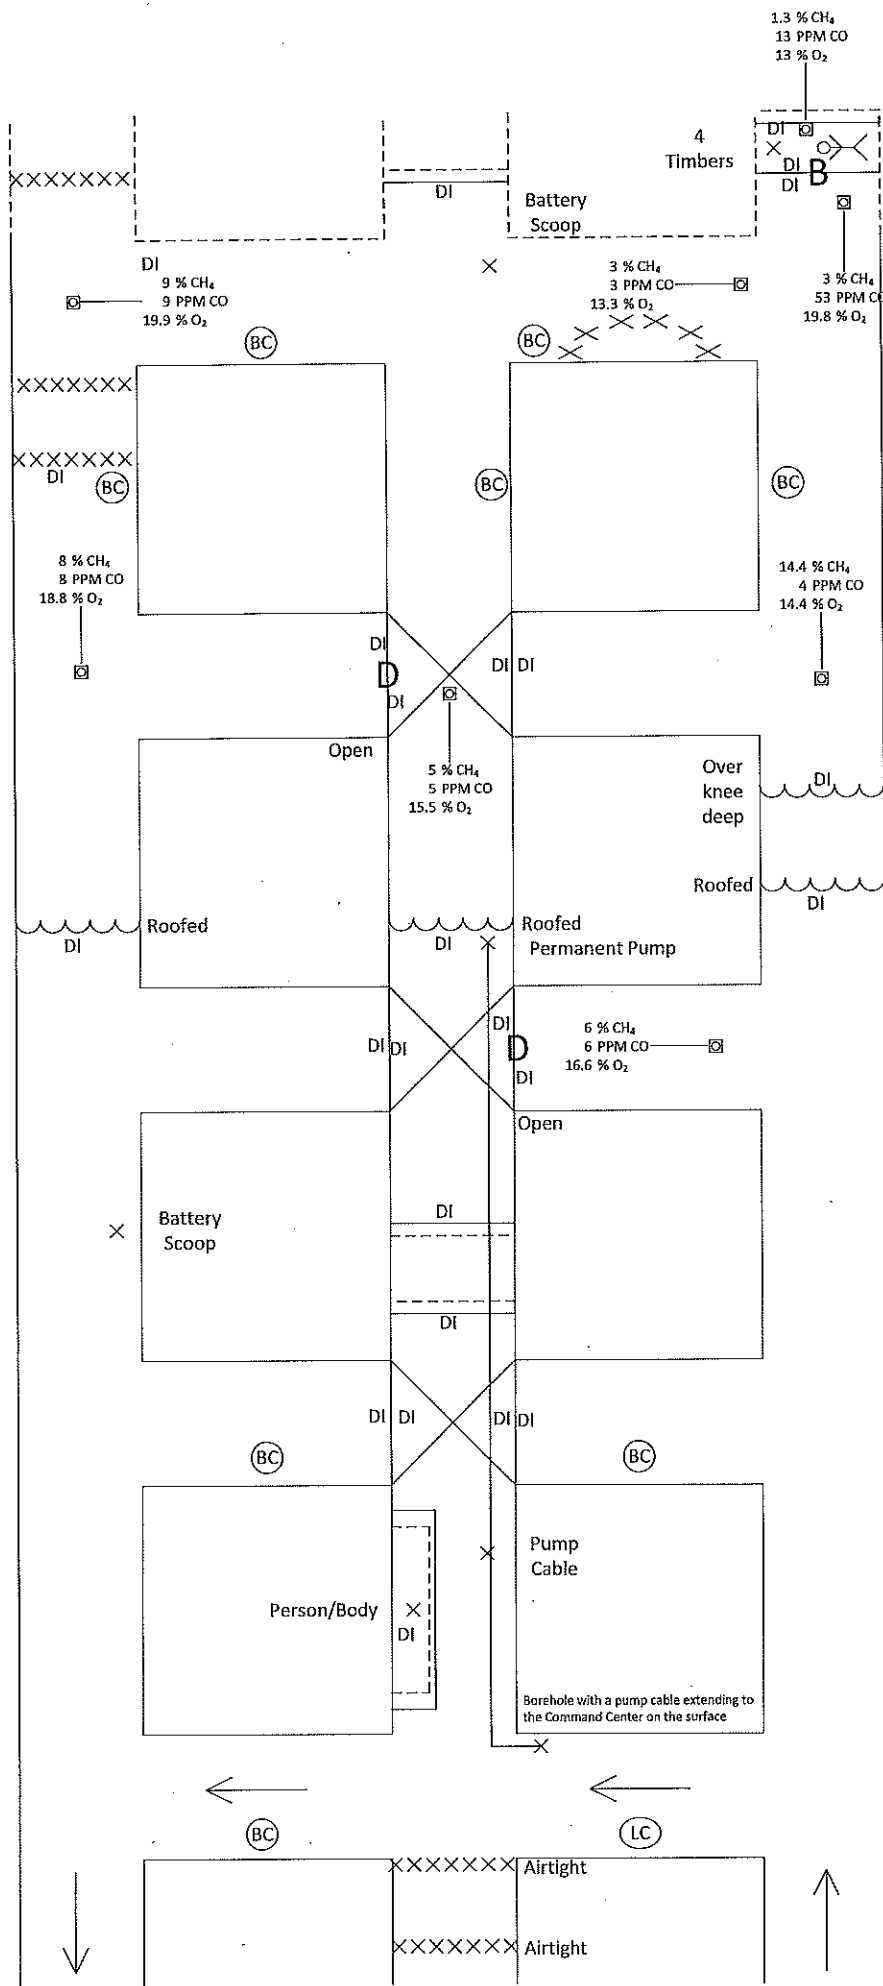 1.3 % CH₄
13 PPM CO
13 % O₂
DI
4
Timbers
DI
B
DI
DI
Battery
Scoop
DI
9 % CH₄
9 PPM CO
19.9 % O₂
3 % CH₄
3 PPM CO
13.3 % O₂
3 % CH₄
53 PPM CO
19.8 % O₂
BC
BC
DI
BC
BC
BC
8 % CH₄
8 PPM CO
18.8 % O₂
14.4 % CH₄
4 PPM CO
14.4 % O₂
DI
D
DI
DI DI
Open
5 % CH₄
5 PPM CO
15.5 % O₂
Over
knee
deep
DI
Roofed
DI
Roofed
DI
DI
Roofed
Permanent Pump
DI DI
DI
D
DI
6 % CH₄
6 PPM CO
16.6 % O₂
Open
Battery
Scoop
DI
DI
DI DI
DI DI
BC
BC
Pump
Cable
Person/Body
DI
Borehole with a pump cable extending to
the Command Center on the surface
BC
LC
Airtight
Airtight